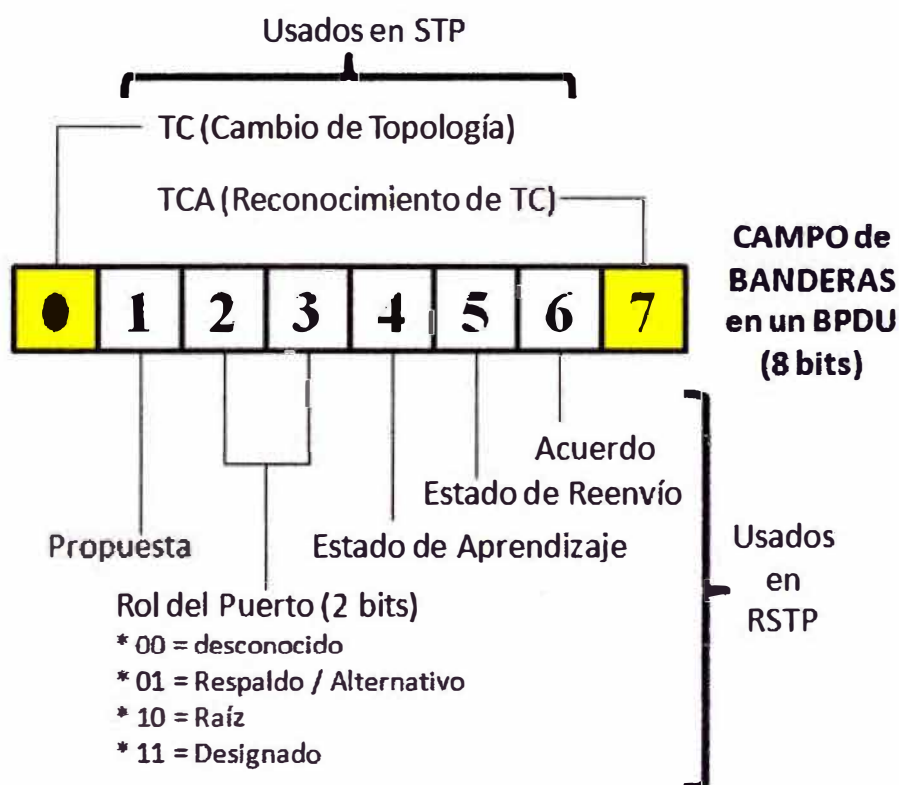 Usados en STP
TC (Cambio de Topología)
TCA (Reconocimiento de TC)
0 1 2 3 4 5 6 7
CAMPO de
BANDERAS
en un BPDU
(8 bits)
Acuerdo
Estado de Reenvío
Propuesta
Estado de Aprendizaje
Rol del Puerto (2 bits)
* 00 = desconocido
* 01 = Respaldo / Alternativo
* 10 = Raíz
* 11 = Designado
Usados
en
RSTP